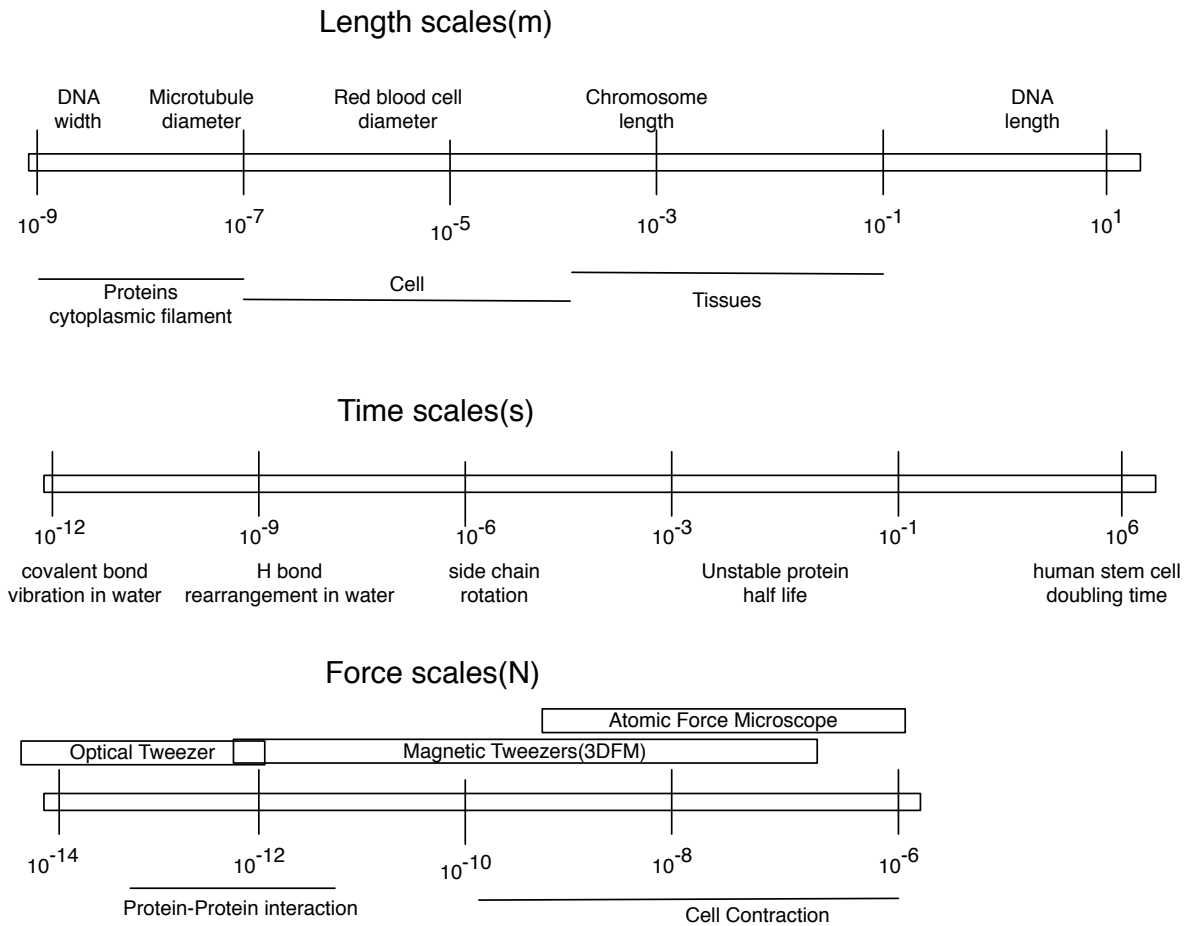 Length scales(m)
DNA width
Microtubule diameter
Red blood cell diameter
Chromosome length
DNA length
10^-9 10^-7 10^-5 10^-3 10^-1 10^1
Proteins
cytoplasmic filament
Cell
Tissues
Time scales(s)
10^-12 10^-9 10^-6 10^-3 10^-1 10^6
covalent bond
vibration in water
H bond
rearrangement in water
side chain
rotation
Unstable protein
half life
human stem cell
doubling time
Force scales(N)
Atomic Force Microscope
Optical Tweezer
Magnetic Tweezers(3DFM)
10^-14 10^-12 10^-10 10^-8 10^-6
Protein-Protein interaction
Cell Contraction